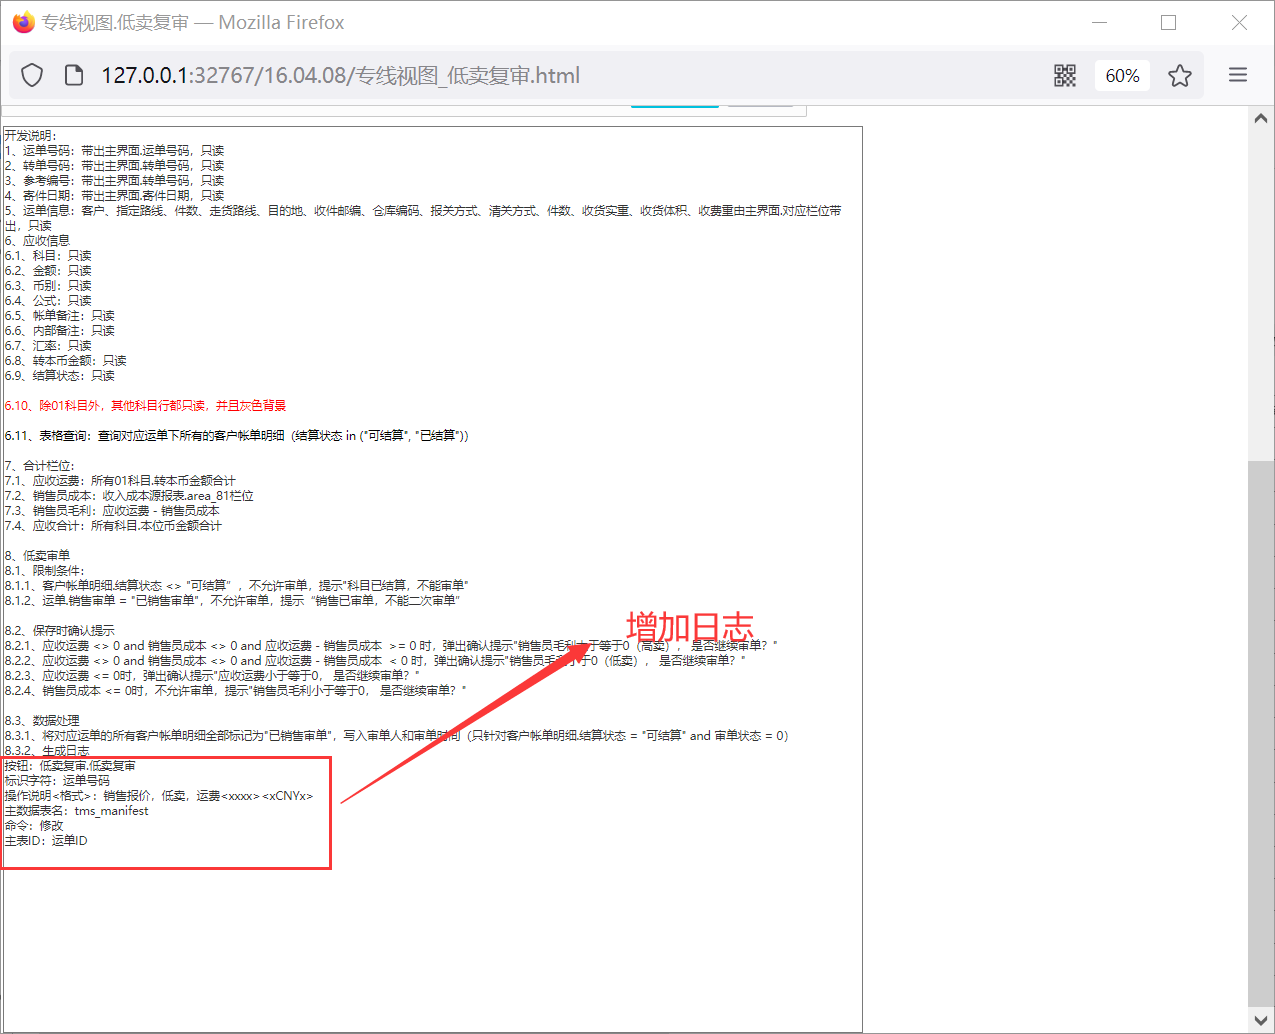 专线视图.低卖复审 — Mozilla Firefox
127.0.0.1:32767/16.04.08/专线视图_低卖复审.html
60%
开发说明：
1、运单号码：带出主界面.运单号码，只读
2、转单号码：带出主界面.转单号码，只读
3、参考编号：带出主界面.转单号码，只读
4、寄件日期：带出主界面.寄件日期，只读
5、运单信息：客户、指定路线、件数、走货路线、目的地、收件邮编、仓库编码、报关方式、清关方式、件数、收货实重、收货体积、收费重由主界面.对应栏位带
出，只读
6、应收信息
6.1、科目：只读
6.2、金额：只读
6.3、币别：只读
6.4、公式：只读
6.5、帐单备注：只读
6.6、内部备注：只读
6.7、汇率：只读
6.8、转本币金额：只读
6.9、结算状态：只读
6.10、除01科目外，其他科目行都只读，并且灰色背景
6.11、表格查询：查询对应运单下所有的客户帐单明细（结算状态 in ("可结算", "已结算"））
7、合计栏位：
7.1、应收运费：所有01科目.转本币金额合计
7.2、销售员成本：收入成本源报表.area_81栏位
7.3、销售员毛利：应收运费 - 销售员成本
7.4、应收合计：所有科目.本位币金额合计
8、低卖审单
8.1、限制条件：
8.1.1、客户帐单明细.结算状态 <> "可结算"，不允许审单，提示"科目已结算，不能审单"
8.1.2、运单.销售审单 = "已销售审单"，不允许审单，提示“销售已审单，不能二次审单”
增加日志
8.2、保存时确认提示
8.2.1、应收运费 <> 0 and 销售员成本 <> 0 and 应收运费 - 销售员成本 >= 0 时，弹出确认提示"销售员毛利大于等于0（高卖），是否继续审单？"
8.2.2、应收运费 <> 0 and 销售员成本 <> 0 and 应收运费 - 销售员成本 < 0 时，弹出确认提示"销售员毛利小于0（低卖），是否继续审单？"
8.2.3、应收运费 <= 0时，弹出确认提示"应收运费小于等于0， 是否继续审单？"
8.2.4、销售员成本 <= 0时，不允许审单，提示"销售员毛利小于等于0， 是否继续审单？"
8.3、数据处理
8.3.1、将对应运单的所有客户帐单明细全部标记为"已销售审单"，写入审单人和审单时间（只针对客户帐单明细.结算状态 = "可结算" and 审单状态 = 0）
8.3.2、生成日志
按钮：低卖复审.低卖复审
标识字符：运单号码
操作说明<格式>：销售报价，低卖，运费<xxxx><xCNYx>
主数据表名：tms_manifest
命令：修改
主表ID：运单ID